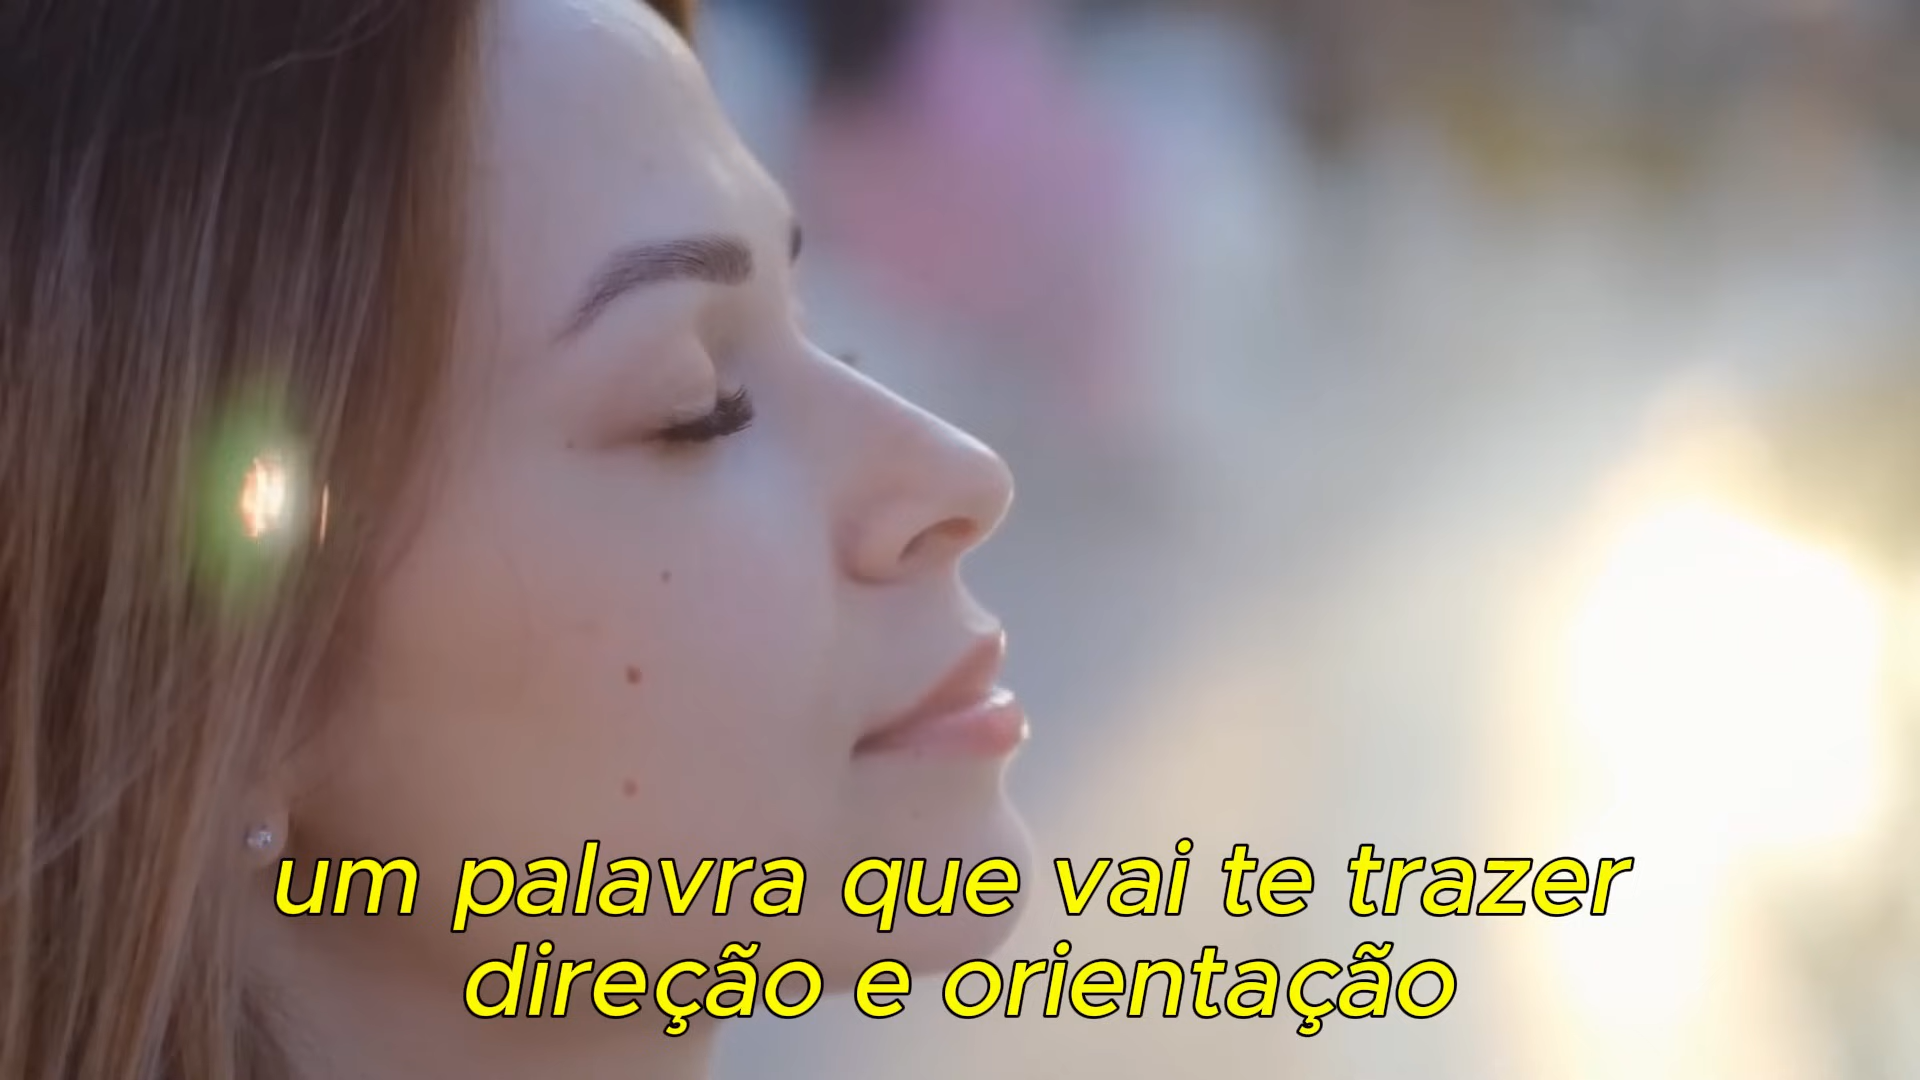 um palavra que vai te trazer
direção e orientação